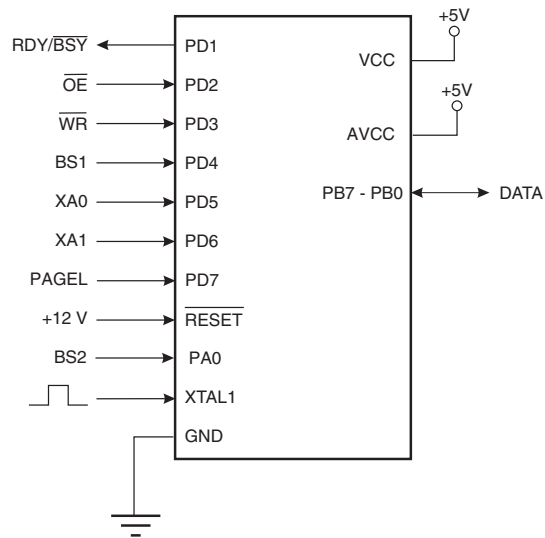 +5V
RDY/BSY PD1
VCC
OE PD2
+5V
WR PD3
AVCC
BS1 PD4
XA0 PD5 PB7 - PB0 DATA
XA1 PD6
PAGEL PD7
+12 V RESET
BS2 PA0
XTAL1
GND